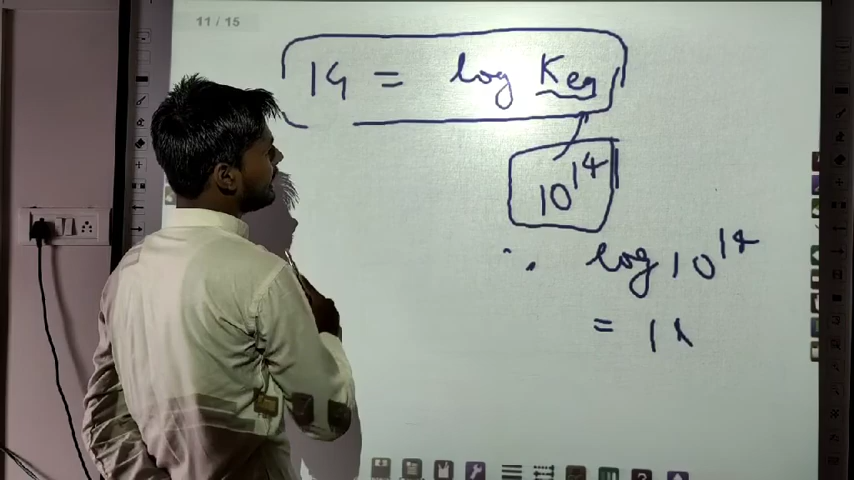 11 / 15
14 = log Keq
10^14
∵ log 10^14
= 14